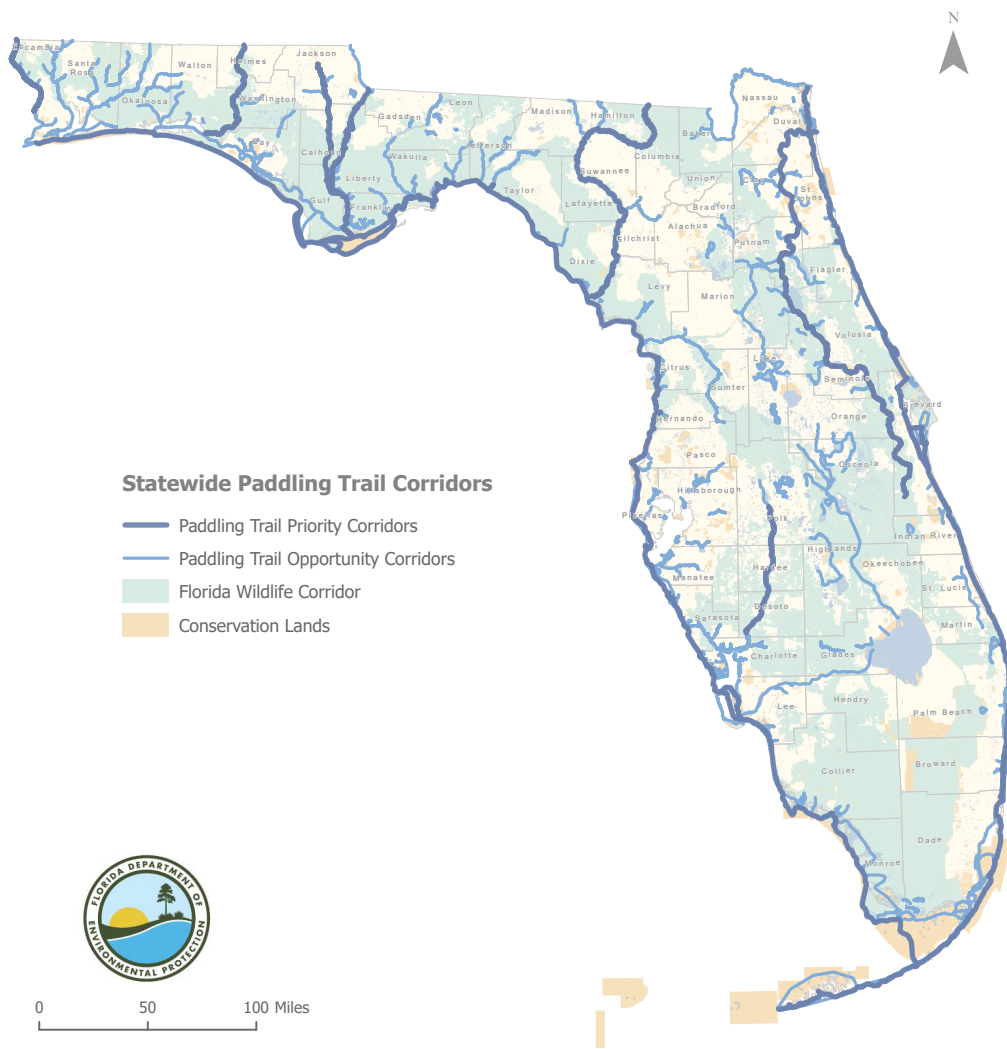 N
Escambia
Santa
Rosa
Okaloosa
Walton
Holmes
Washington
Jackson
Bay
Calhoun
Gulf
Liberty
Franklin
Gadsden
Leon
Wakulla
Jefferson
Madison
Taylor
Hamilton
Suwannee
Lafayette
Dixie
Columbia
Gilchrist
Levy
Baker
Union
Bradford
Alachua
Marion
Nassau
Duval
Clay
St.
Johns
Putnam
Flagler
Volusia
Citrus
Sumter
Lake
Hernando
Seminole
Orange
Brevard
Pasco
Osceola
Hillsborough
Pinellas
Polk
Indian River
Manatee
Hardee
Highlands
Okeechobee
St. Lucie
Sarasota
Desoto
Martin
Charlotte
Glades
Lee
Hendry
Palm Beach
Collier
Broward
Monroe
Dade
Statewide Paddling Trail Corridors
Paddling Trail Priority Corridors
Paddling Trail Opportunity Corridors
Florida Wildlife Corridor
Conservation Lands
FLORIDA DEPARTMENT OF
ENVIRONMENTAL PROTECTION
0 50 100 Miles